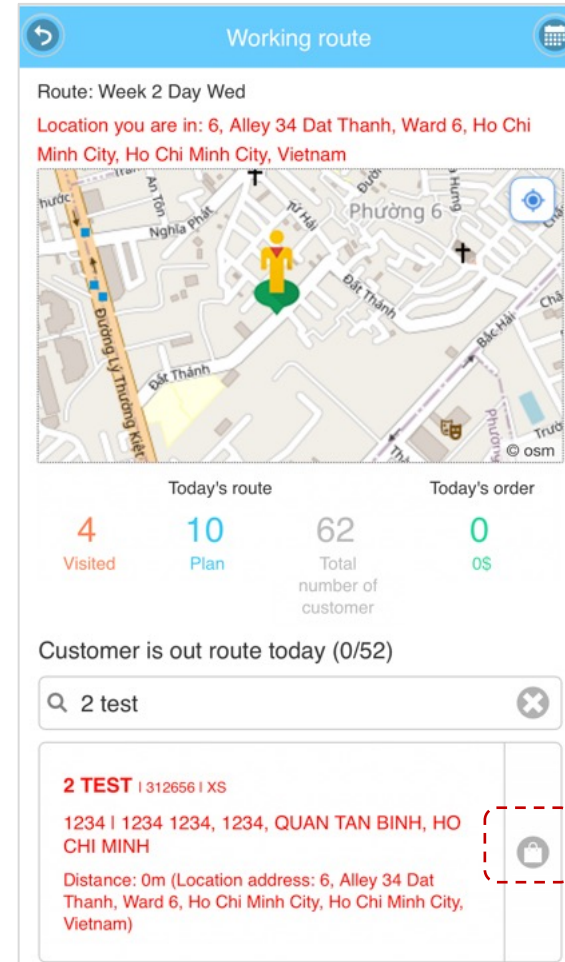 Working route
Route: Week 2 Day Wed
Location you are in: 6, Alley 34 Dat Thanh, Ward 6, Ho Chi
Minh City, Ho Chi Minh City, Vietnam
An Tôn
Nghĩa Phát
Tứ Hải
Phường 6
Đất Thánh
Bắc Hải
Đường Lý Thường Kiệt
Đất Thánh
© osm
Today's route Today's order
4 10 62 0
Visited Plan Total 0$
number of
customer
Customer is out route today (0/52)
2 test
2 TEST | 312656 | XS
1234 | 1234 1234, 1234, QUAN TAN BINH, HO
CHI MINH
Distance: 0m (Location address: 6, Alley 34 Dat
Thanh, Ward 6, Ho Chi Minh City, Ho Chi Minh City,
Vietnam)